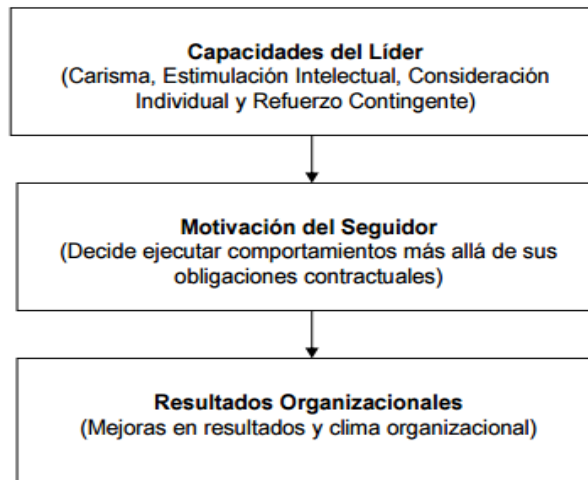 Capacidades del Líder
(Carisma, Estimulación Intelectual, Consideración
Individual y Refuerzo Contingente)
Motivación del Seguidor
(Decide ejecutar comportamientos más allá de sus
obligaciones contractuales)
Resultados Organizacionales
(Mejoras en resultados y clima organizacional)